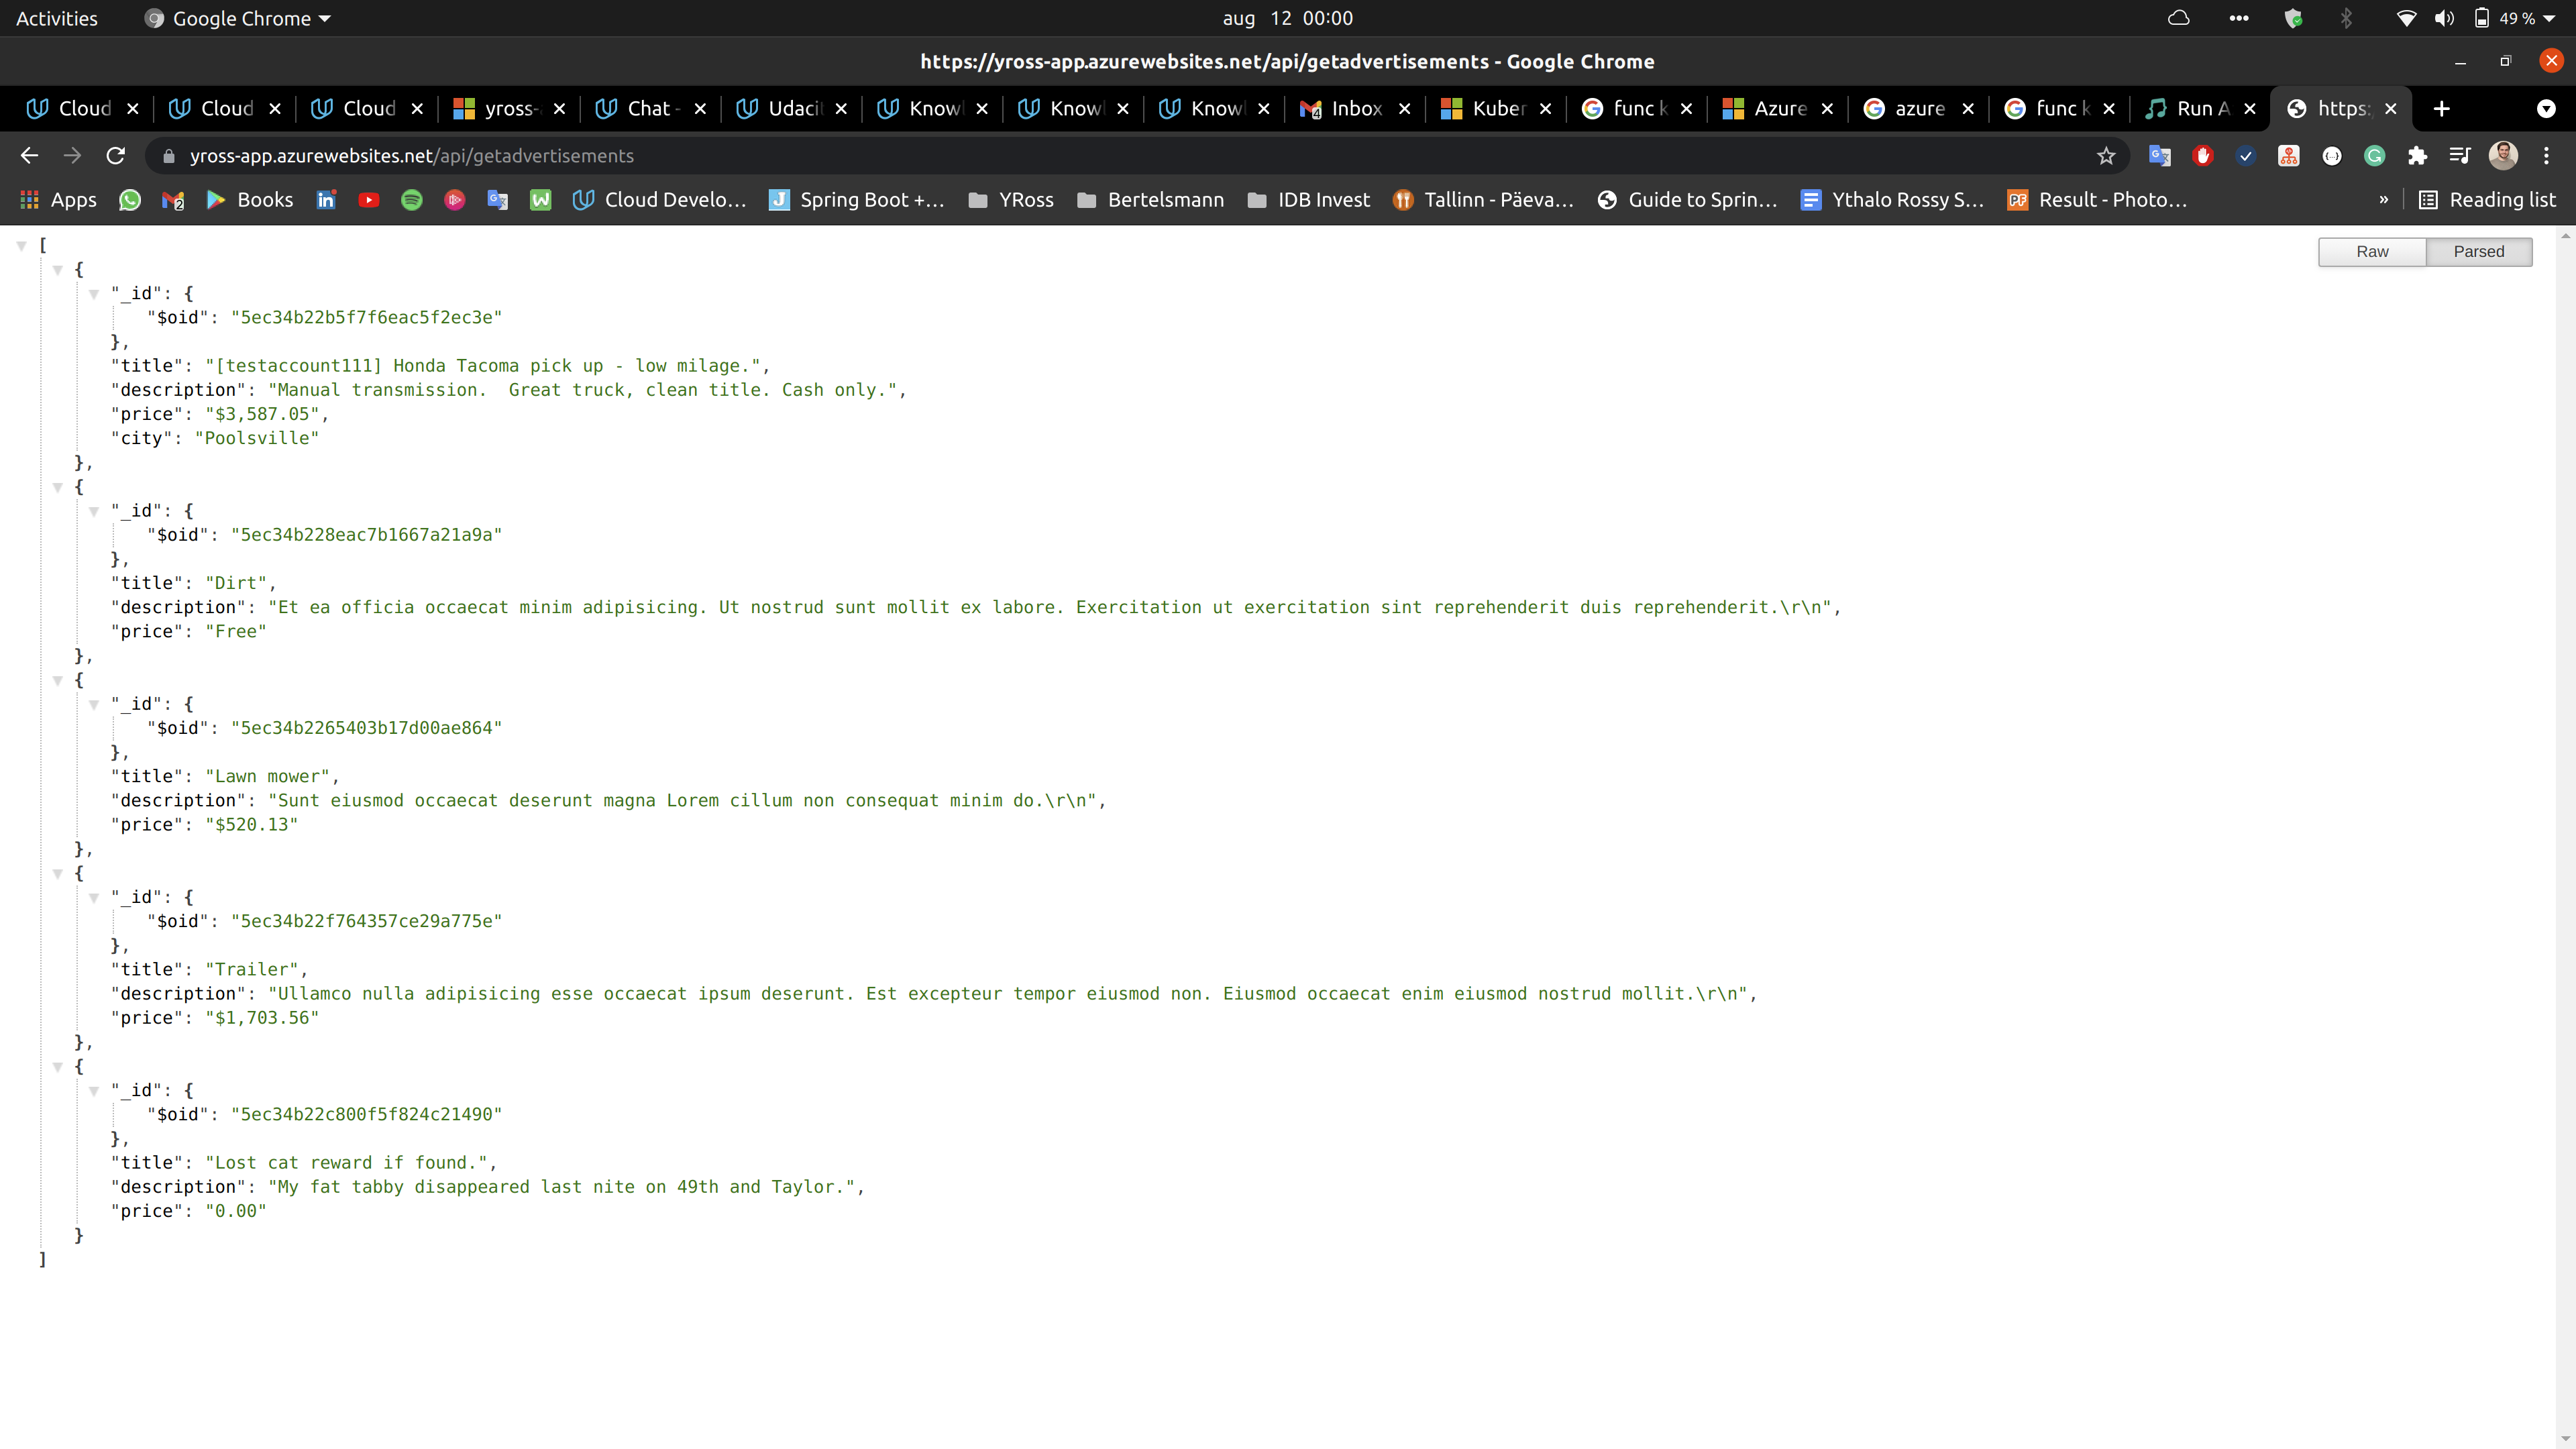 Activities Google Chrome aug 12 00:00 49 %
https://yross-app.azurewebsites.net/api/getadvertisements - Google Chrome
Cloud Cloud Cloud yross- Chat - Udaci Knowl Knowl Knowl Inbox Kuber func k Azure azure func k Run A https:
yross-app.azurewebsites.net/api/getadvertisements
Apps Books Cloud Develo... Spring Boot +... YRoss Bertelsmann IDB Invest Tallinn - Päeva... Guide to Sprin... Ythalo Rossy S... Result - Photo... » Reading list
Raw Parsed
[
{
"_id": {
"$oid": "5ec34b22b5f7f6eac5f2ec3e"
},
"title": "[testaccount111] Honda Tacoma pick up - low milage.",
"description": "Manual transmission.  Great truck, clean title. Cash only.",
"price": "$3,587.05",
"city": "Poolsville"
},
{
"_id": {
"$oid": "5ec34b228eac7b1667a21a9a"
},
"title": "Dirt",
"description": "Et ea officia occaecat minim adipisicing. Ut nostrud sunt mollit ex labore. Exercitation ut exercitation sint reprehenderit duis reprehenderit.\r\n",
"price": "Free"
},
{
"_id": {
"$oid": "5ec34b2265403b17d00ae864"
},
"title": "Lawn mower",
"description": "Sunt eiusmod occaecat deserunt magna Lorem cillum non consequat minim do.\r\n",
"price": "$520.13"
},
{
"_id": {
"$oid": "5ec34b22f764357ce29a775e"
},
"title": "Trailer",
"description": "Ullamco nulla adipisicing esse occaecat ipsum deserunt. Est excepteur tempor eiusmod non. Eiusmod occaecat enim eiusmod nostrud mollit.\r\n",
"price": "$1,703.56"
},
{
"_id": {
"$oid": "5ec34b22c800f5f824c21490"
},
"title": "Lost cat reward if found.",
"description": "My fat tabby disappeared last nite on 49th and Taylor.",
"price": "0.00"
}
]